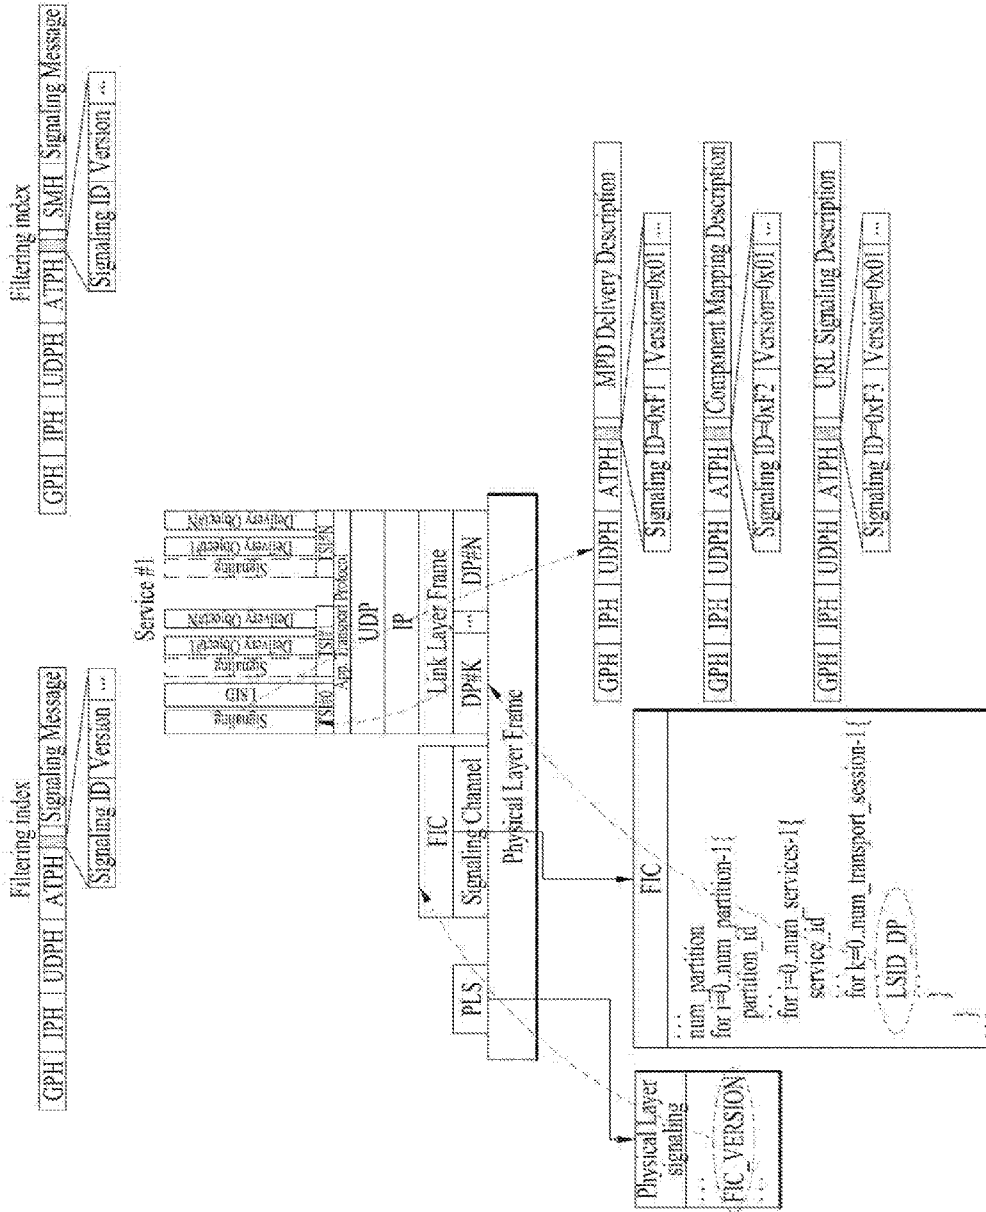 Filtering index
GPH IPH UDPH ATPH Signaling Message
Signaling ID Version ...
Filtering index
GPH IPH UDPH ATPH SMH Signaling Message
Signaling ID Version ...
Service #1
Signaling
LSID
Signaling
Delivery Object#1
Delivery Object#N
Signaling
Delivery Object#1
Delivery Object#N
TSI#0 TSI#1 TSI#N
App. Transport Protocol
UDP
IP
FIC
Link Layer Frame
PLS
Signaling Channel
DP#K ... DP#N
Physical Layer Frame
Physical Layer
signaling
...
FIC_VERSION
...
FIC
...
num_partition
for i=0..num_partition-1{
partition_id
...
for j=0..num_services-1{
service_id
...
for k=0..num_transport_session-1{
LSID_DP
...
}
}
...
GPH IPH UDPH ATPH MPD Delivery Description
Signaling ID=0xF1 Version=0x01 ...
GPH IPH UDPH ATPH Component Mapping Description
Signaling ID=0xF2 Version=0x01 ...
GPH IPH UDPH ATPH URL Signaling Description
Signaling ID=0xF3 Version=0x01 ...